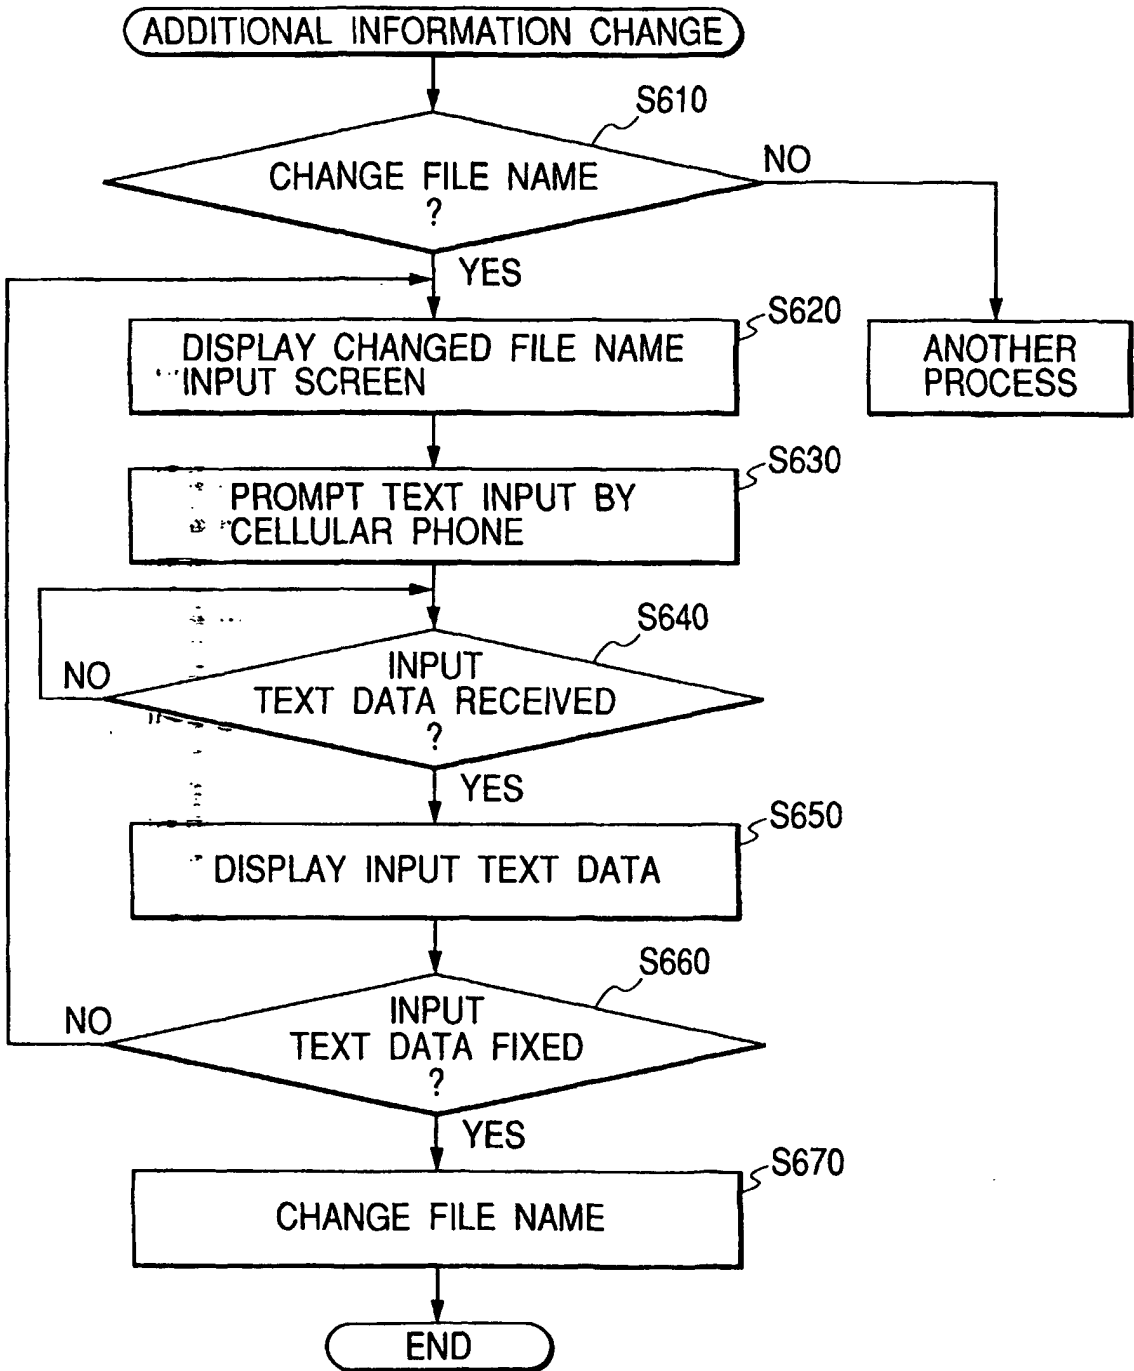 ADDITIONAL INFORMATION CHANGE
S610
CHANGE FILE NAME
?
NO
YES
S620
DISPLAY CHANGED FILE NAME
INPUT SCREEN
ANOTHER
PROCESS
S630
PROMPT TEXT INPUT BY
CELLULAR PHONE
S640
INPUT
TEXT DATA RECEIVED
?
NO
YES
S650
DISPLAY INPUT TEXT DATA
S660
INPUT
TEXT DATA FIXED
?
NO
YES
S670
CHANGE FILE NAME
END